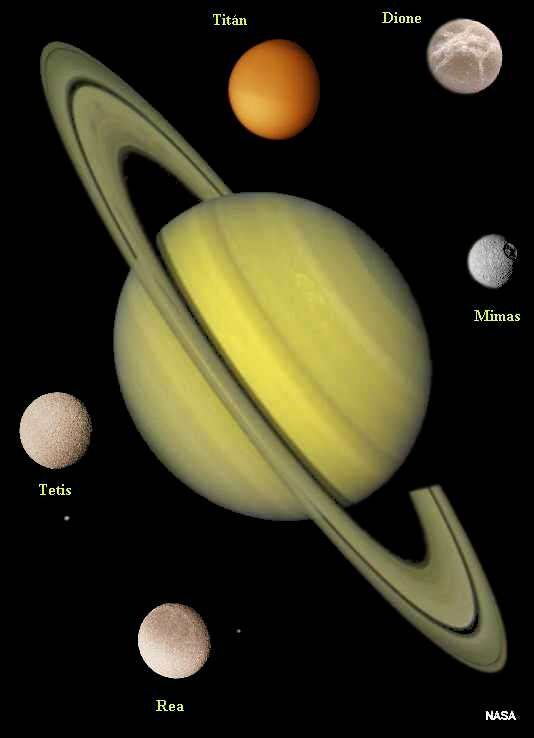 Titán
Dione
Mimas
Tetis
Rea
NASA